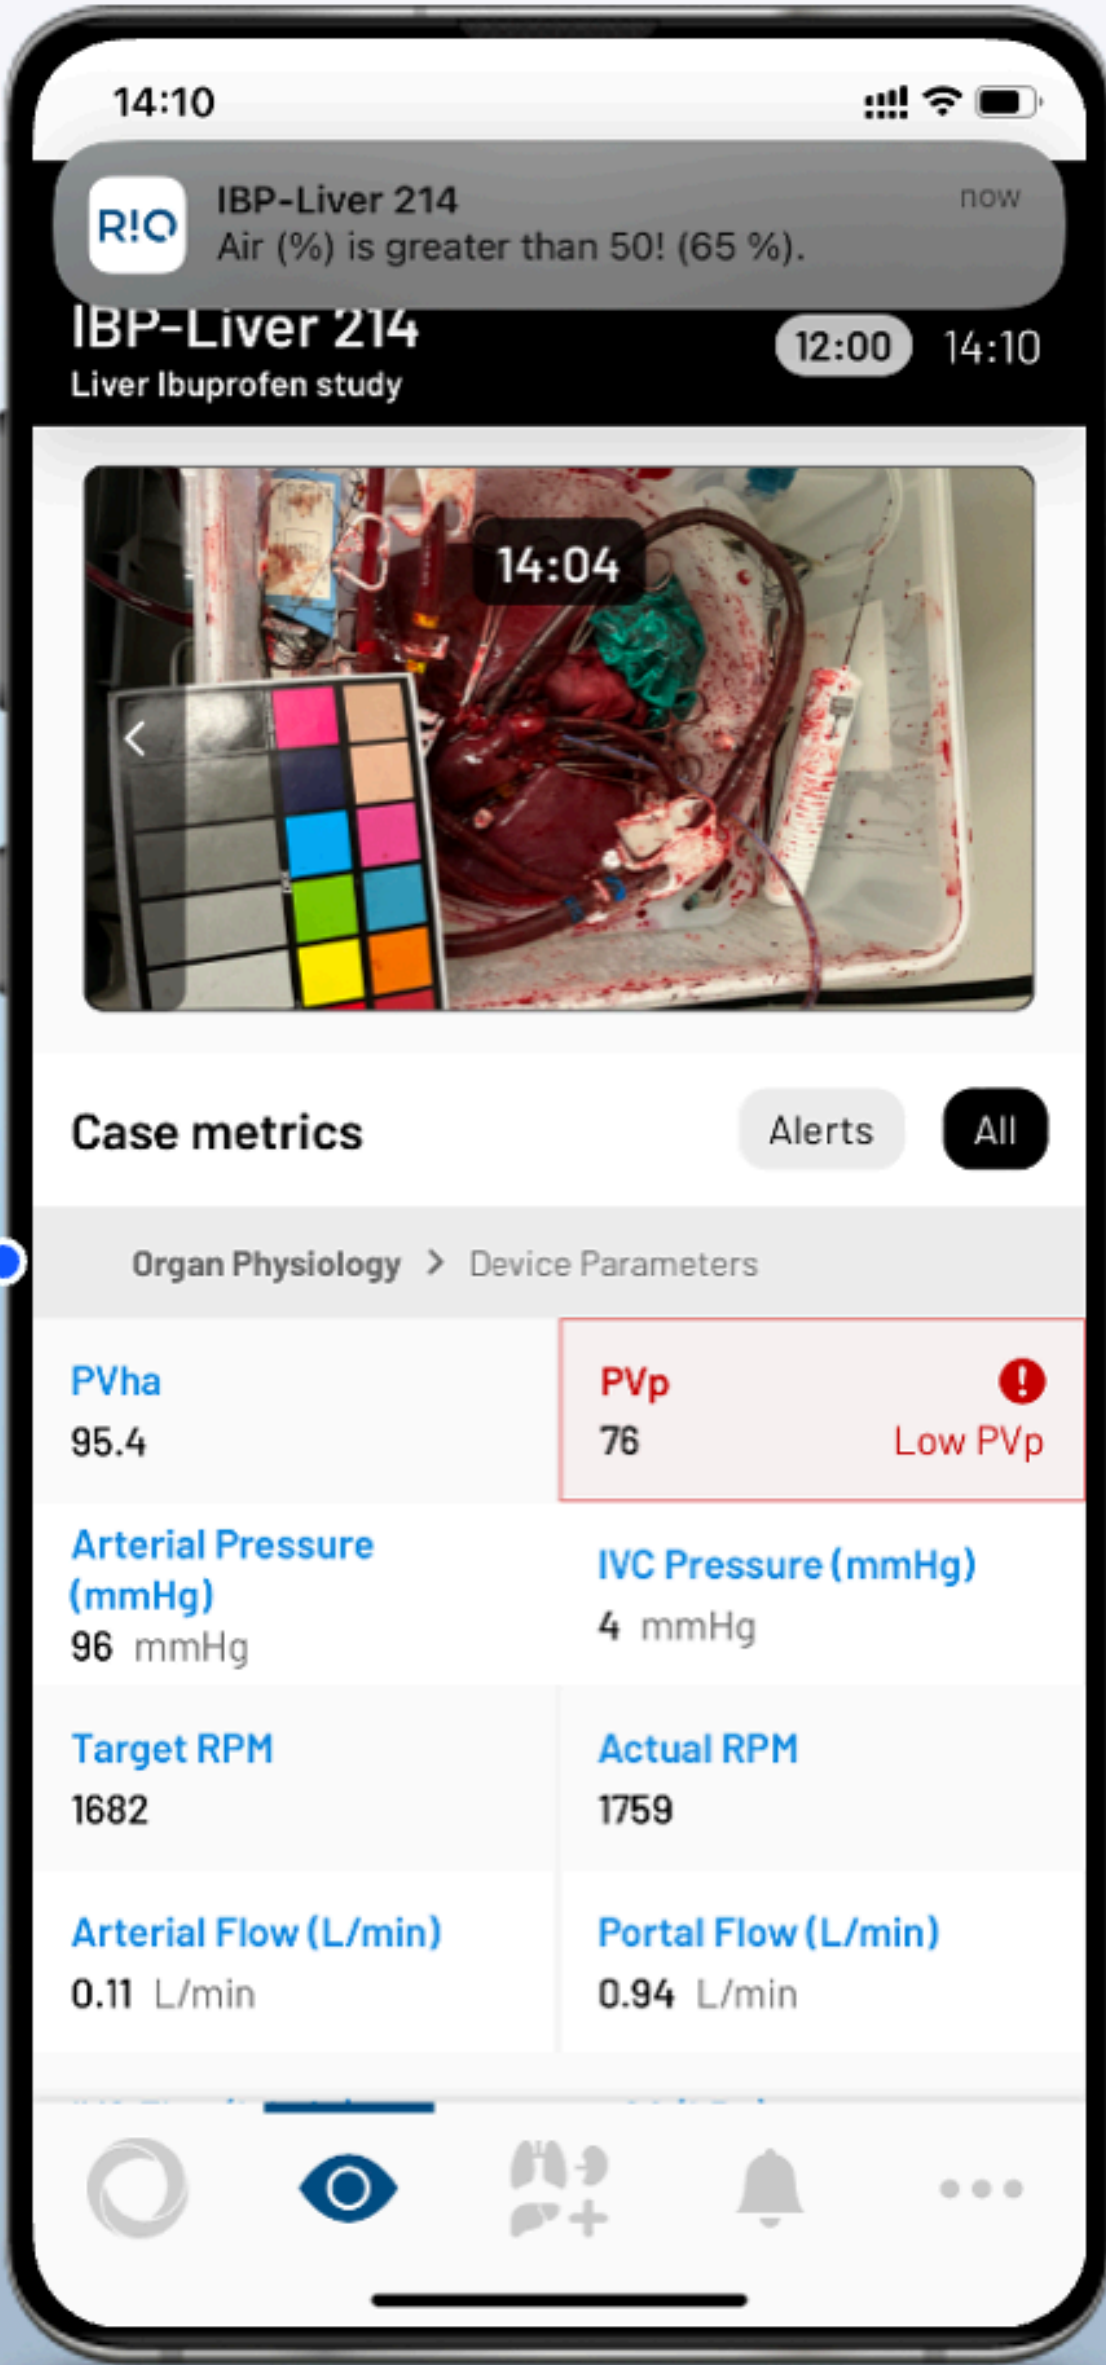 14:10
R!O
IBP-Liver 214
now
Air (%) is greater than 50! (65 %).
IBP-Liver 214
12:00
14:10
Liver Ibuprofen study
14:04
Case metrics
Alerts
All
Organ Physiology > Device Parameters
PVha
95.4
PVp
76
Low PVp
Arterial Pressure
(mmHg)
96 mmHg
IVC Pressure (mmHg)
4 mmHg
Target RPM
1682
Actual RPM
1759
Arterial Flow (L/min)
0.11 L/min
Portal Flow (L/min)
0.94 L/min